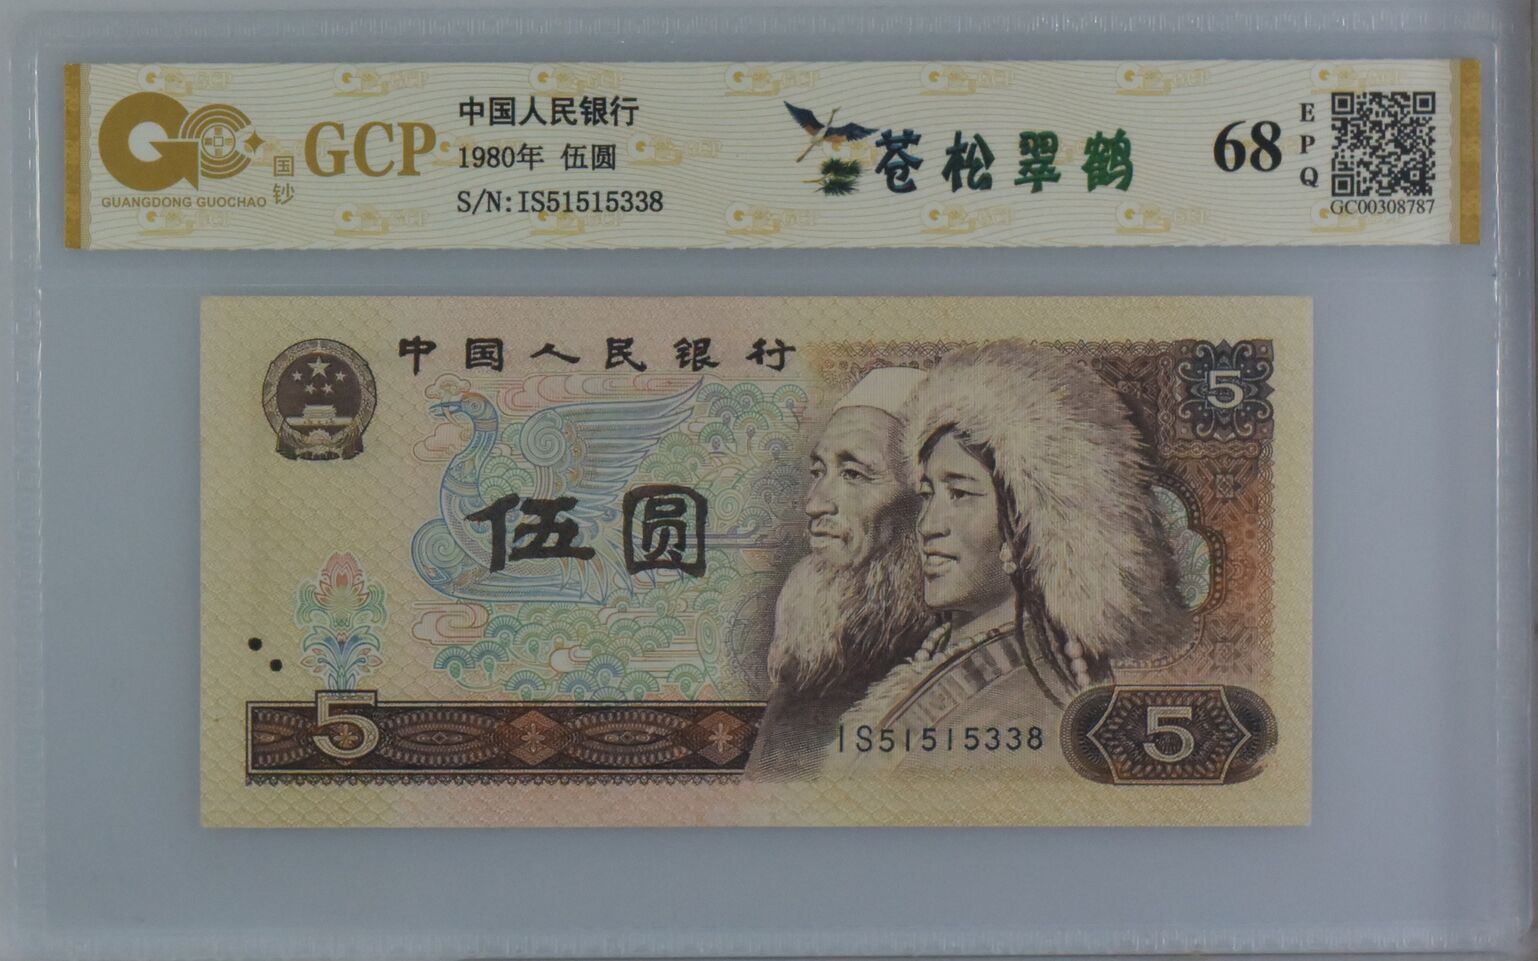 GCP
国钞
GUANGDONG GUOCHAO
中国人民银行
1980年 伍圆
S/N:IS51515338
苍松翠鹤
68
EPQ
GC00308787
中国人民银行
5
伍圆
5
IS51515338
5